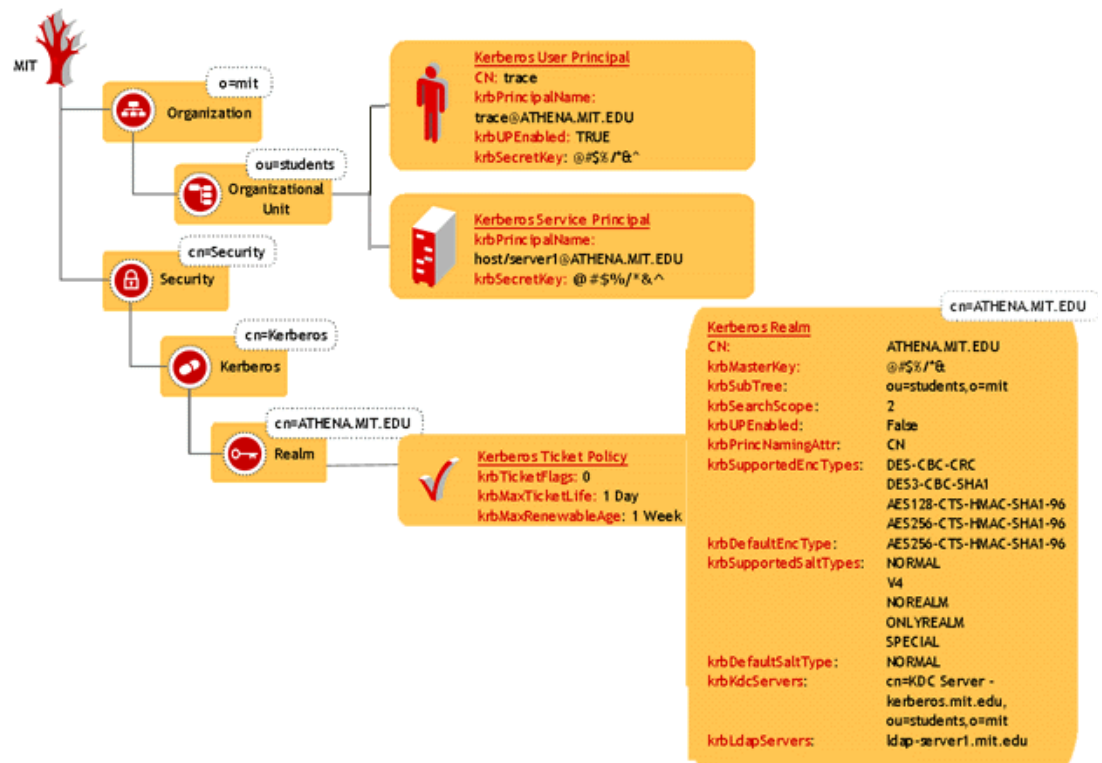 MIT
o=mit
Organization
ou=students
Organizational
Unit
Kerberos User Principal
CN: trace
krbPrincipalName:
trace@ATHENA.MIT.EDU
krbUPEnabled: TRUE
krbSecretKey: @#$%/*&^
Kerberos Service Principal
krbPrincipalName:
host/server1@ATHENA.MIT.EDU
krbSecretKey: @#$%/*&^
cn=Security
Security
cn=Kerberos
Kerberos
cn=ATHENA.MIT.EDU
Realm
Kerberos Ticket Policy
krbTicketFlags: 0
krbMaxTicketLife: 1 Day
krbMaxRenewableAge: 1 Week
cn=ATHENA.MIT.EDU
Kerberos Realm
CN: ATHENA.MIT.EDU
krbMasterKey: @#$%/*&
krbSubTree: ou=students,o=mit
krbSearchScope: 2
krbUPEnabled: False
krbPrincNamingAttr: CN
krbSupportedEncTypes: DES-CBC-CRC
DES3-CBC-SHA1
AES128-CTS-HMAC-SHA1-96
AES256-CTS-HMAC-SHA1-96
krbDefaultEncType: AES256-CTS-HMAC-SHA1-96
krbSupportedSaltTypes: NORMAL
V4
NOREALM
ONLYREALM
SPECIAL
krbDefaultSaltType: NORMAL
krbKdcServers: cn=KDC Server -
kerberos.mit.edu,
ou=students,o=mit
krbLdapServers: ldap-server1.mit.edu